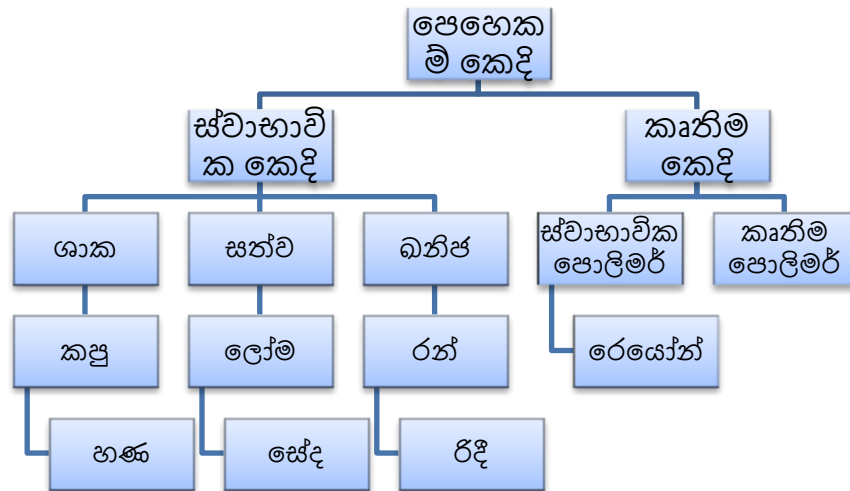 පෙහෙක
ම් කෙදි
ස්වාභාවි
ක කෙදි
කෘතිම
කෙදි
ශාක
සත්ව
ඛනිජ
ස්වාභාවික
පොලිමර්
කෘතිම
පොලිමර්
කපු
ලෝම
රන්
රෙයෝන්
හණ
සේද
රිදී